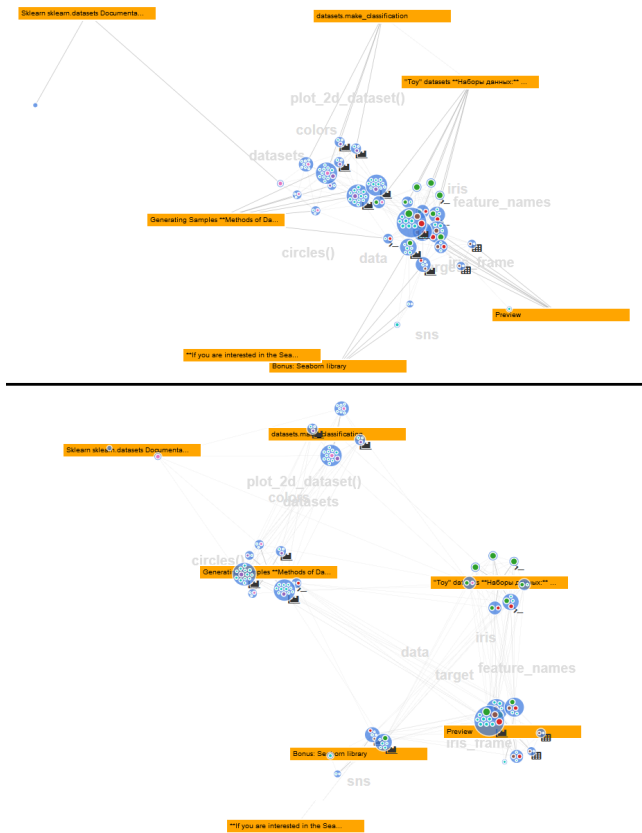 Sklearn sklearn.datasets Documenta...
datasets.make_classification
"Toy" datasets **Наборы данных:** ...
plot_2d_dataset()
colors
datasets
iris
feature_names
Generating Samples **Methods of Da...
circles()
data
iris_frame
Preview
sns
**If you are interested in the Sea...
Bonus: Seaborn library
datasets.make_classification
Sklearn sklearn.datasets Documenta...
plot_2d_dataset()
colors
datasets
circles()
Generating Samples **Methods of Da...
"Toy" datasets **Наборы данных:** ...
iris
data
target
feature_names
Preview
iris_frame
Bonus: Seaborn library
sns
**If you are interested in the Sea...